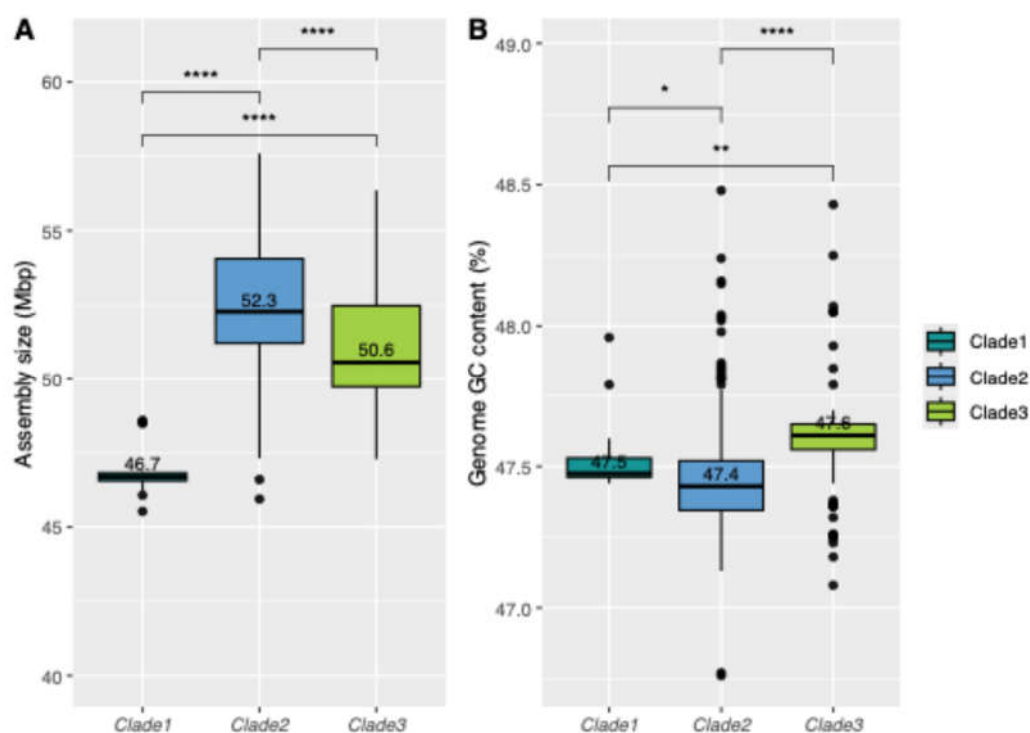 A
Assembly size (Mbp)
60
55
50
45
40
****
****
****
46.7
52.3
50.6
Clade1
Clade2
Clade3
B
Genome GC content (%)
49.0
48.5
48.0
47.5
47.0
****
*
**
47.5
47.4
47.6
Clade1
Clade2
Clade3
Clade1
Clade2
Clade3